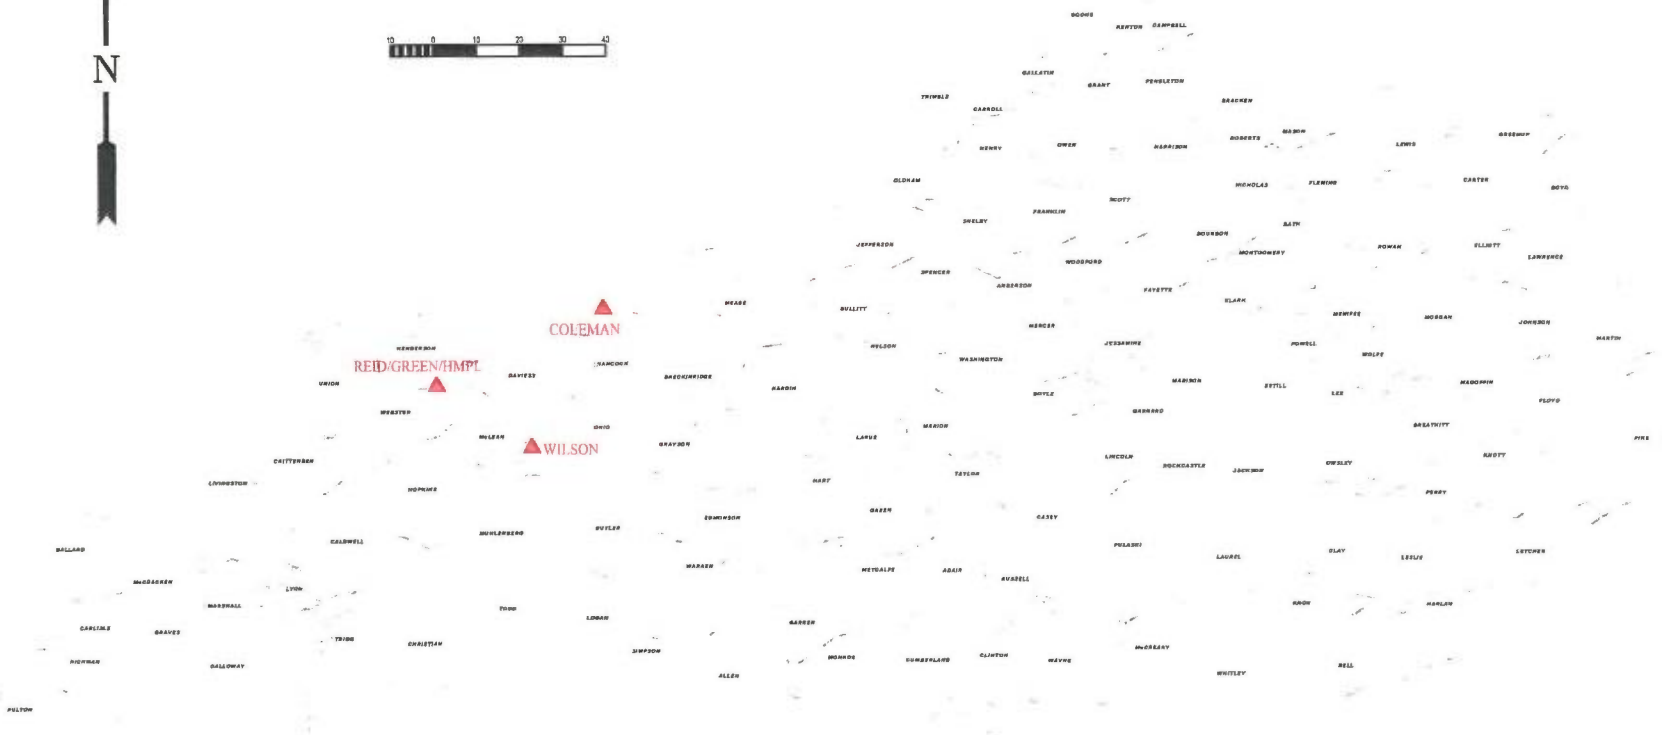 N
10 0 10 20 30 40
BOONE
KENTON CAMPBELL
GALLATIN
GRANT PENDLETON
TRIMBLE
CARROLL
BRACKEN
MASON
ROBERTS
GREENUP
HENRY
OWEN
HARRISON
LEWIS
OLDHAM
NICHOLAS
FLEMING
CARTER
BOYD
SCOTT
FRANKLIN
SHELBY
BATH
BOURBON
JEFFERSON
MONTGOMERY
ROWAN
ELLIOTT
LAWRENCE
WOODFORD
SPENCER
ANDERSON
FAYETTE
CLARK
MEADE
BULLITT
MENIFEE
MORGAN
JOHNSON
COLEMAN
MERCER
MARTIN
HENDERSON
NELSON
JESSAMINE
POWELL
WOLFE
WASHINGTON
REID/GREEN/HMPL
HANCOCK
DAVIESS
BRECKINRIDGE
UNION
HARDIN
MADISON
ESTILL
LEE
MAGOFFIN
BOYLE
FLOYD
WEBSTER
GARRARD
OHIO
MARION
BREATHITT
McLEAN
LARUE
PIKE
GRAYSON
WILSON
CRITTENDEN
LINCOLN
ROCKCASTLE
JACKSON
OWSLEY
KNOTT
LIVINGSTON
HART
TAYLOR
HOPKINS
PERRY
GREEN
EDMONSON
CASEY
MUHLENBERG
BUTLER
CALDWELL
BALLARD
PULASKI
LAUREL
CLAY
LESLIE
LETCHER
WARREN
METCALFE
ADAIR
RUSSELL
McCRACKEN
LYON
MARSHALL
TODD
LOGAN
KNOX
HARLAN
CARLISLE
GRAVES
BARREN
TRIGG
CHRISTIAN
SIMPSON
McCREARY
HICKMAN
CALLOWAY
MONROE
CUMBERLAND
CLINTON
WAYNE
BELL
ALLEN
WHITLEY
FULTON